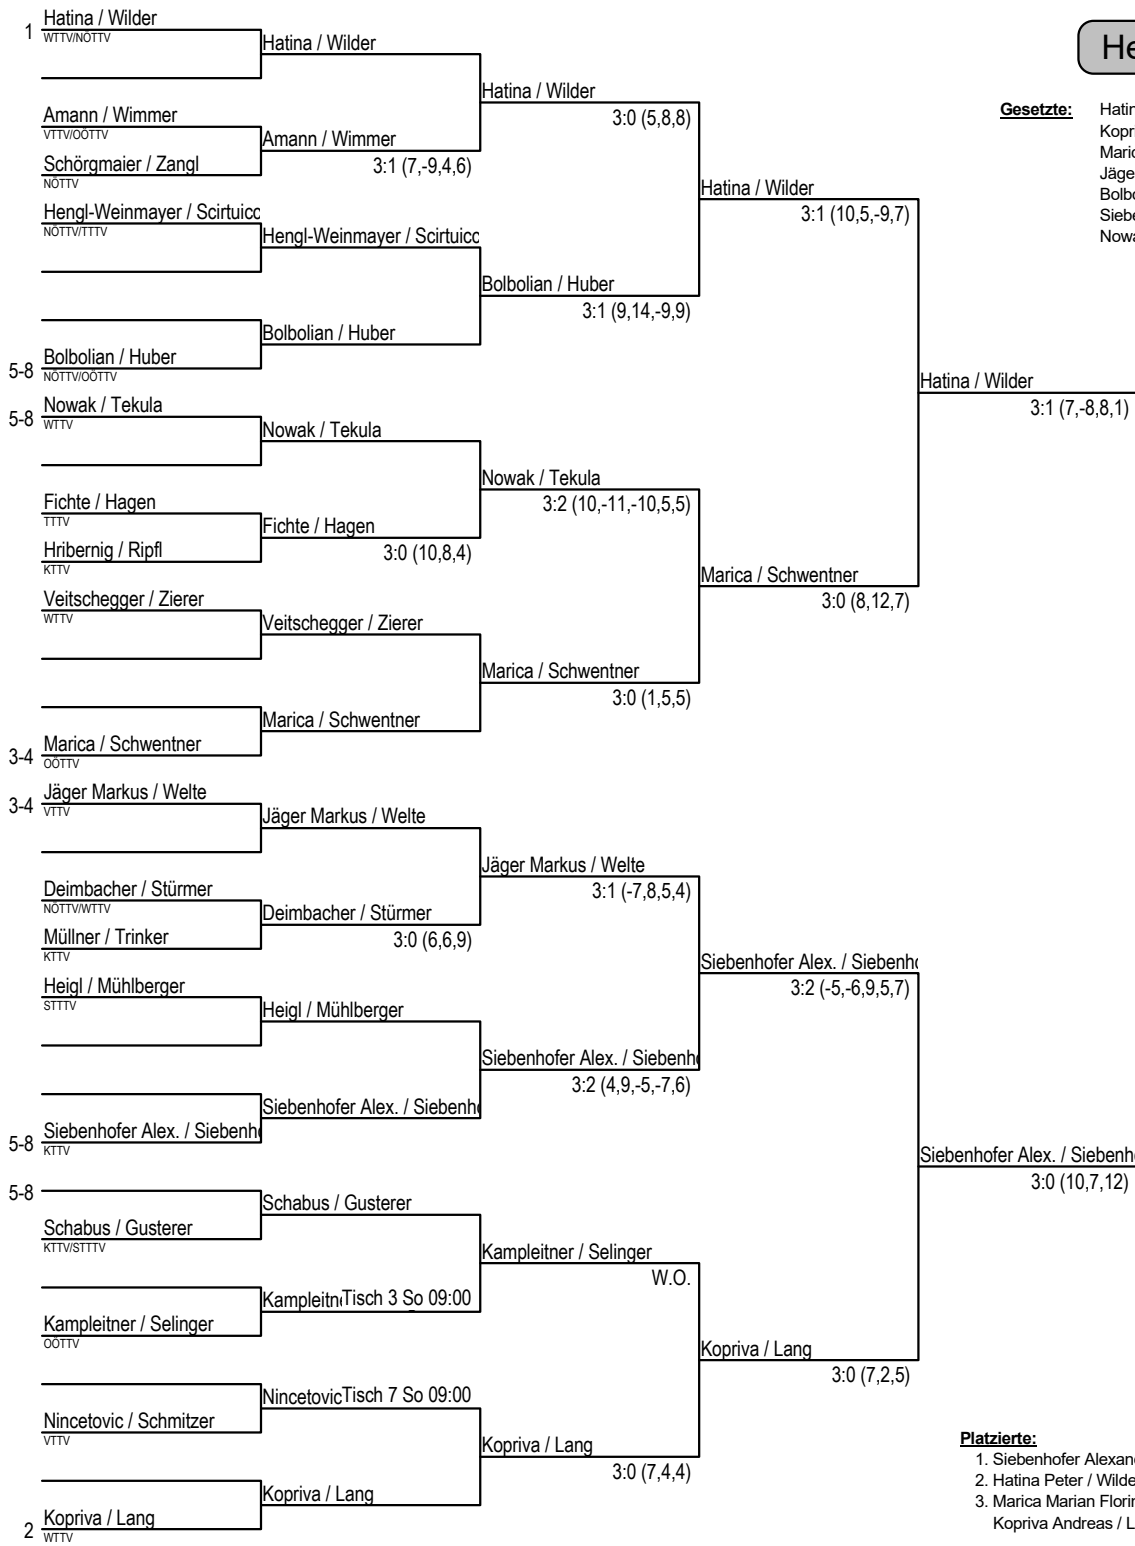 Hatina / Wilder
1
WTTV/NÖTTV
Amann / Wimmer
VTTV/OÖTTV
Schörgmaier / Zangl
NÖTTV
Hengl-Weinmayer / Scirtuicc
NÖTTV/TTTV
Bolbolian / Huber
5-8
NÖTTV/OÖTTV
Nowak / Tekula
5-8
WTTV
Fichte / Hagen
TTTV
Hribernig / Ripfl
KTTV
Veitschegger / Zierer
WTTV
Marica / Schwentner
3-4
OÖTTV
Jäger Markus / Welte
3-4
VTTV
Deimbacher / Stürmer
NÖTTV/WTTV
Müllner / Trinker
KTTV
Heigl / Mühlberger
STTTV
Siebenhofer Alex. / Siebenh
5-8
KTTV
5-8
Schabus / Gusterer
KTTV/STTTV
Kampleitner / Selinger
OÖTTV
Nincetovic / Schmitzer
VTTV
Kopriva / Lang
2
WTTV
Hatina / Wilder
Amann / Wimmer
3:1 (7,-9,4,6)
Hengl-Weinmayer / Scirtuicc
Bolbolian / Huber
Nowak / Tekula
Fichte / Hagen
3:0 (10,8,4)
Veitschegger / Zierer
Marica / Schwentner
Jäger Markus / Welte
Deimbacher / Stürmer
3:0 (6,6,9)
Heigl / Mühlberger
Siebenhofer Alex. / Siebenh
Schabus / Gusterer
Kampleitn Tisch 3 So 09:00
Nincetovic Tisch 7 So 09:00
Kopriva / Lang
Hatina / Wilder
3:0 (5,8,8)
Bolbolian / Huber
3:1 (9,14,-9,9)
Nowak / Tekula
3:2 (10,-11,-10,5,5)
Marica / Schwentner
3:0 (1,5,5)
Jäger Markus / Welte
3:1 (-7,8,5,4)
Siebenhofer Alex. / Siebenh
3:2 (4,9,-5,-7,6)
Kampleitner / Selinger
W.O.
Kopriva / Lang
3:0 (7,4,4)
Hatina / Wilder
3:1 (10,5,-9,7)
Marica / Schwentner
3:0 (8,12,7)
Siebenhofer Alex. / Siebenh
3:2 (-5,-6,9,5,7)
Kopriva / Lang
3:0 (7,2,5)
Hatina / Wilder
3:1 (7,-8,8,1)
Siebenhofer Alex. / Siebenh
3:0 (10,7,12)
He
Gesetzte: Hatin
Kopri
Maric
Jäge
Bolbo
Siebe
Nowa
Platzierte:
1. Siebenhofer Alexand
2. Hatina Peter / Wilde
3. Marica Marian Florin
Kopriva Andreas / L